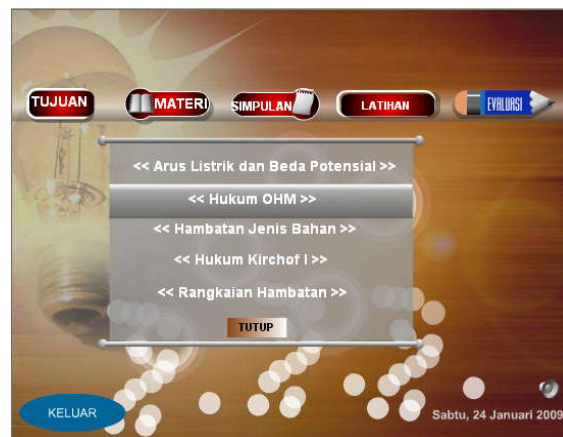 TUJUAN
MATERI
SIMPULAN
LATIHAN
EVALUASI
<< Arus Listrik dan Beda Potensial >>
<< Hukum OHM >>
<< Hambatan Jenis Bahan >>
<< Hukum Kirchof I >>
<< Rangkaian Hambatan >>
TUTUP
KELUAR
Sabtu, 24 Januari 2009